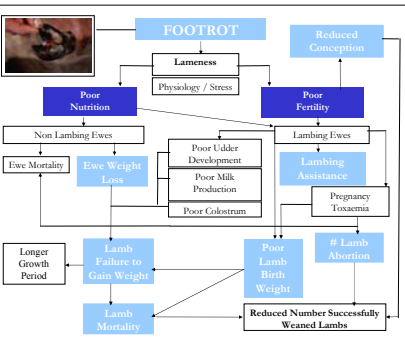 FOOTROT
Reduced
Conception
Lameness
Physiology / Stress
Poor
Nutrition
Poor
Fertility
Non Lambing Ewes
Lambing Ewes
Ewe Mortality
Ewe Weight
Loss
Poor Udder
Development
Poor Milk
Production
Poor Colostrum
Lambing
Assistance
Pregnancy
Toxaemia
Longer
Growth
Period
Lamb
Failure to
Gain Weight
Poor
Lamb
Birth
Weight
# Lamb
Abortion
Lamb
Mortality
Reduced Number Successfully
Weaned Lambs